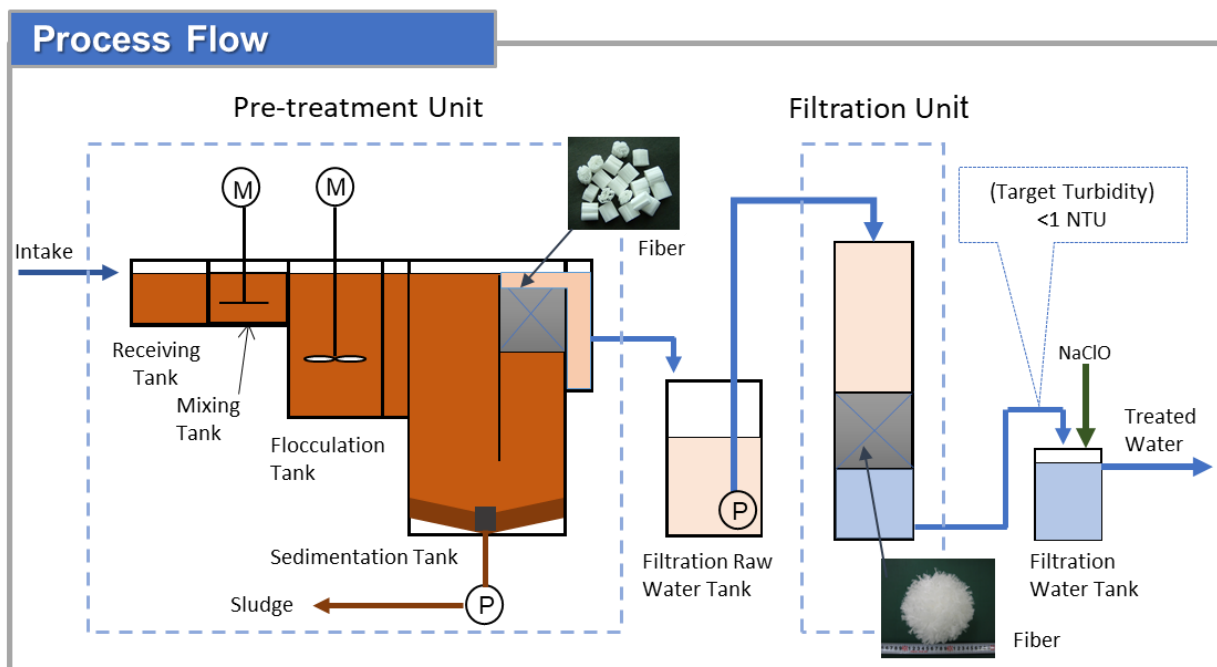 Process Flow
Pre-treatment Unit
Filtration Unit
M
M
Fiber
(Target Turbidity)
<1 NTU
Intake
Receiving
Tank
Mixing
Tank
Flocculation
Tank
NaClO
Treated
Water
P
Sedimentation Tank
Filtration Raw
Water Tank
Filtration
Water Tank
Sludge
P
Fiber